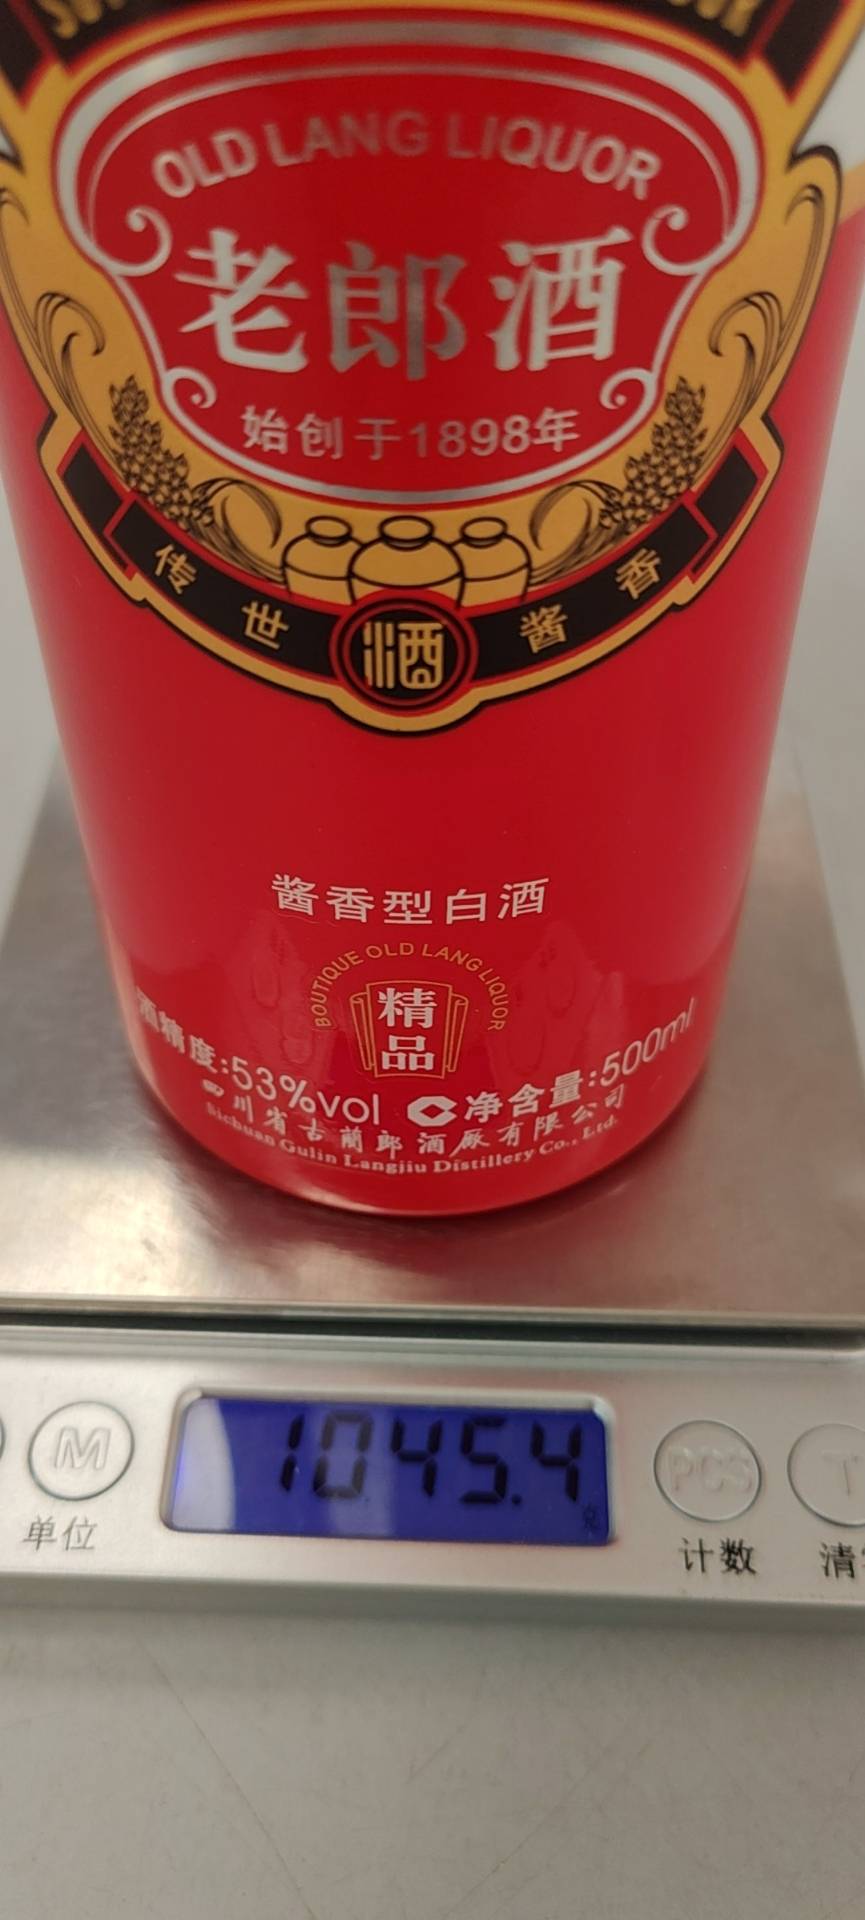 OLD LANG LIQUOR
老郎酒
始创于1898年
传世 酒 酱香
酱香型白酒
BOUTIQUE OLD LANG LIQUOR
精
品
酒精度:53%vol 净含量:500ml
四川省古蔺郎酒厂有限公司
Sichuan Gulin Langjiu Distillery Co., Ltd.
M 1045.4 PCS T
单位 计数 清